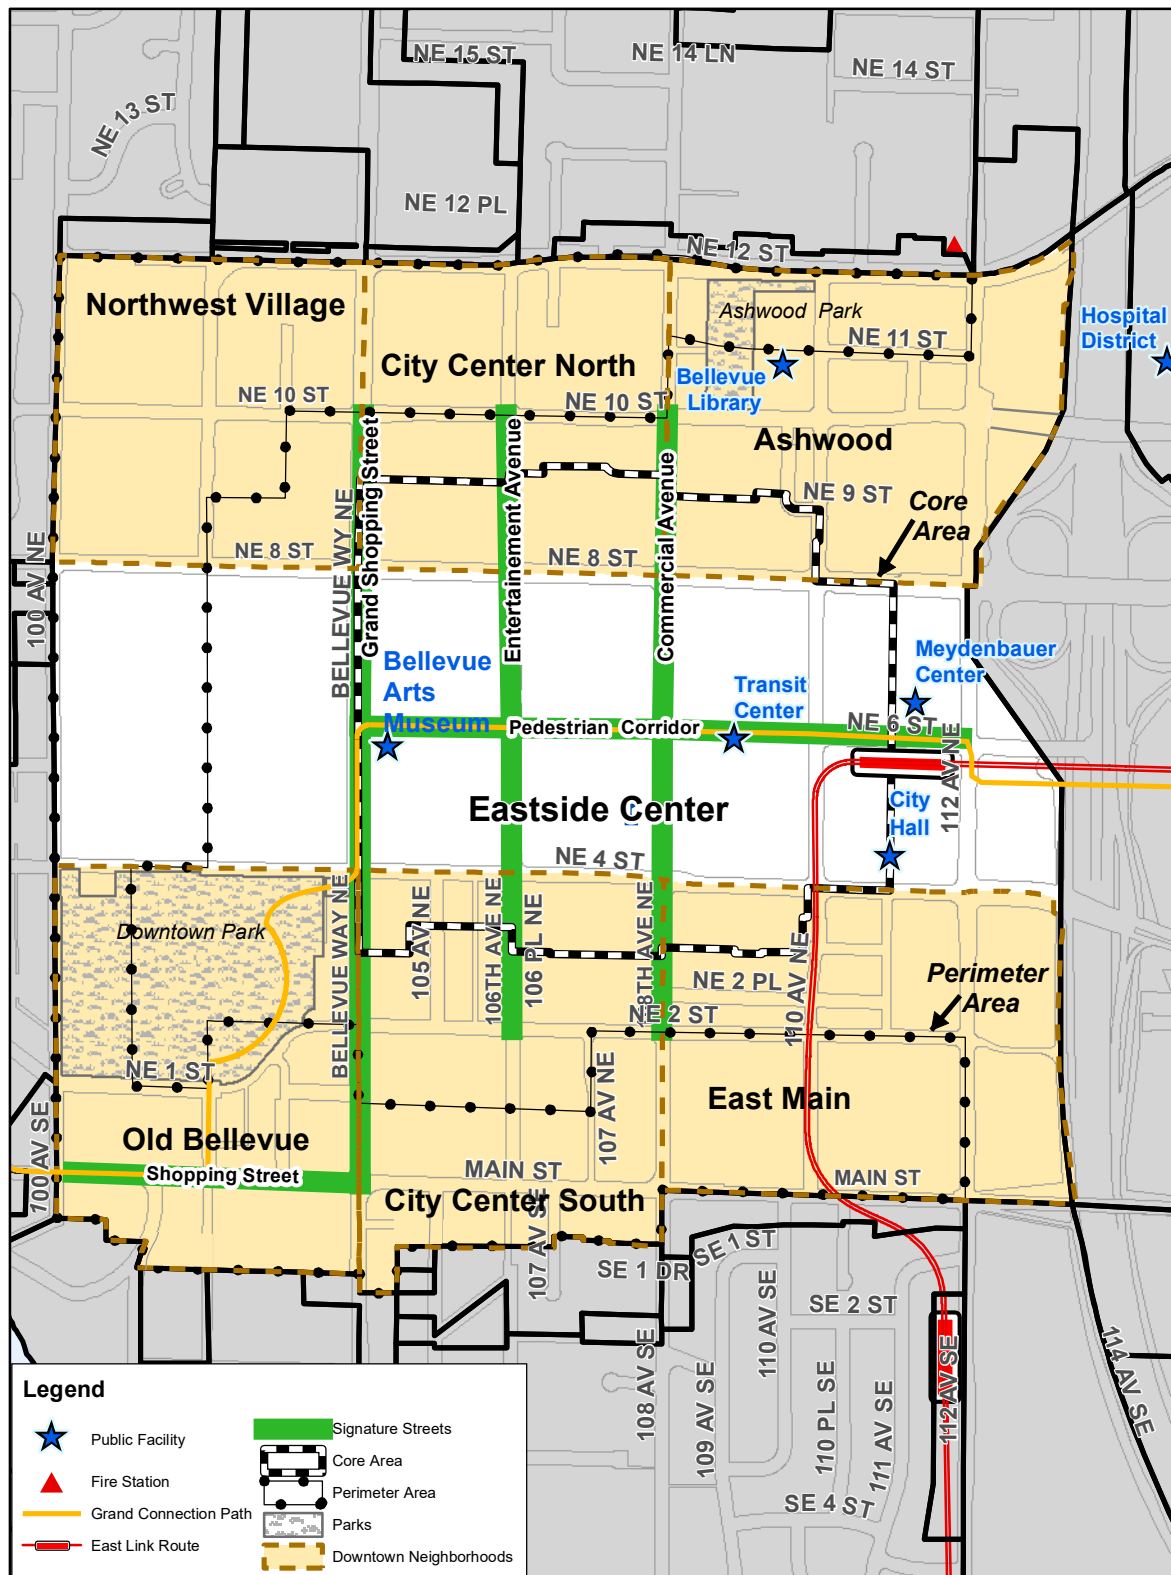 NE 15 ST
NE 14 LN
NE 14 ST
NE 13 ST
NE 12 PL
NE 12 ST
Northwest Village
Ashwood Park
Hospital
District
NE 11 ST
City Center North
Bellevue
Library
NE 10 ST
NE 10 ST
Ashwood
Grand Shopping Street
Entertainement Avenue
Commercial Avenue
NE 9 ST
Core
Area
BELLEVUE WY NE
100 AV NE
NE 8 ST
NE 8 ST
Bellevue
Arts
Museum
Meydenbauer
Center
Transit
Center
Pedestrian Corridor
NE 6 ST
112 AV NE
Eastside Center
City
Hall
NE 4 ST
Downtown Park
BELLEVUE WAY NE
105 AV NE
106TH AVE NE
106 PL NE
8TH AVE NE
110 AV NE
NE 2 PL
Perimeter
Area
NE 2 ST
NE 1 ST
107 AV NE
East Main
100 AV SE
Old Bellevue
Shopping Street
MAIN ST
MAIN ST
City Center South
107 AV SE
SE 1 ST
SE 1 DR
110 AV SE
SE 2 ST
108 AV SE
109 AV SE
110 PL SE
111 AV SE
112 AV SE
114 AV SE
SE 4 ST
Legend
Public Facility
Fire Station
Grand Connection Path
East Link Route
Signature Streets
Core Area
Perimeter Area
Parks
Downtown Neighborhoods